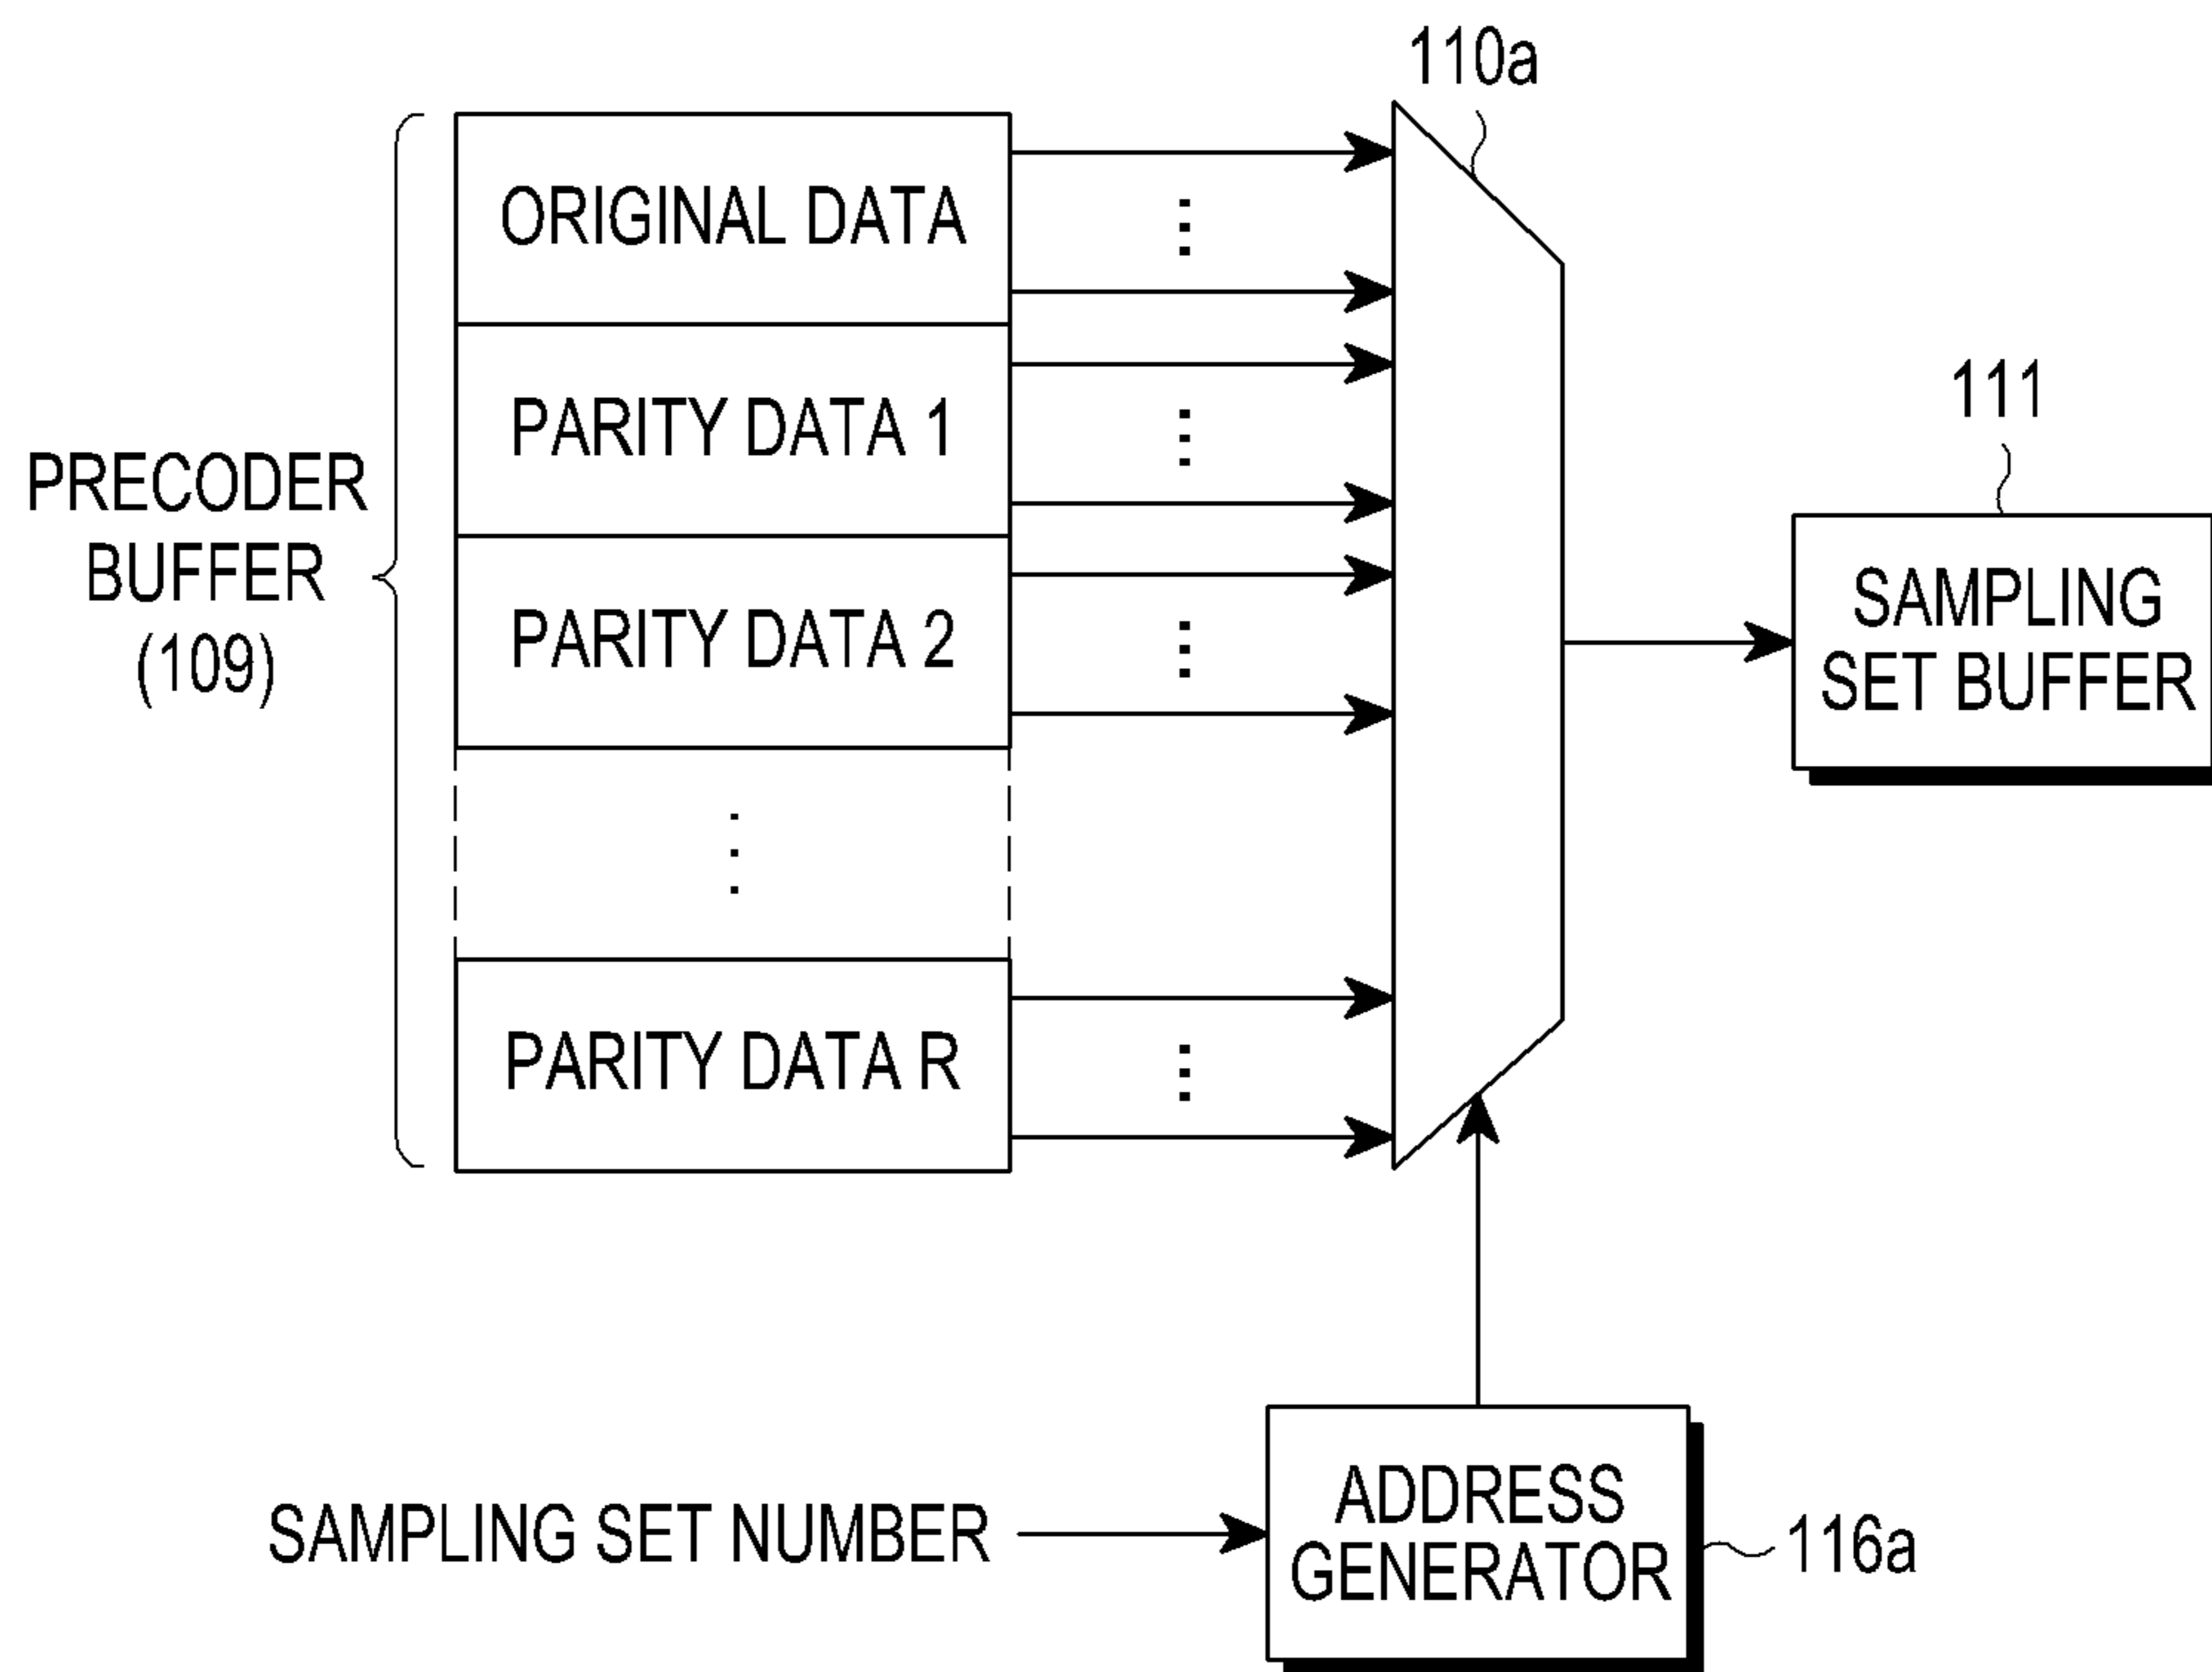 110a
ORIGINAL DATA
PARITY DATA 1
PARITY DATA 2
PARITY DATA R
PRECODER
BUFFER
(109)
111
SAMPLING
SET BUFFER
SAMPLING SET NUMBER
ADDRESS
GENERATOR
116a